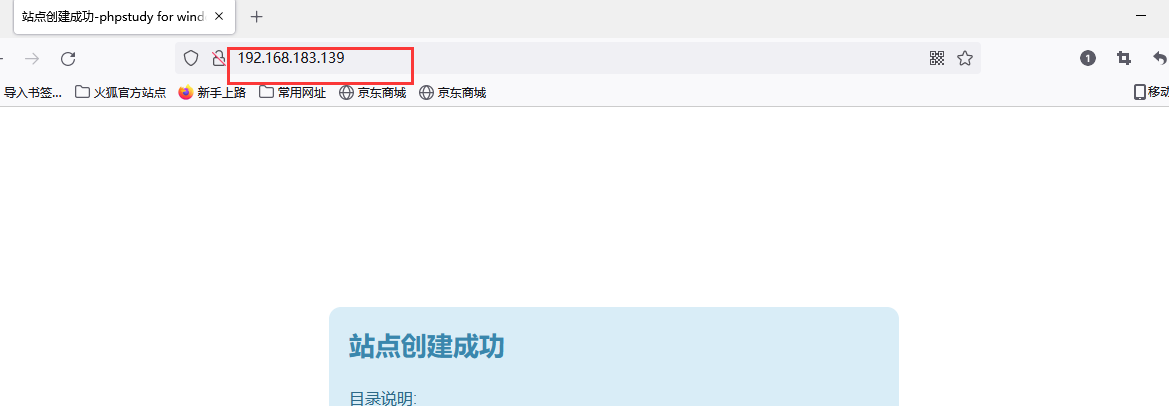 站点创建成功-phpstudy for wind
192.168.183.139
1
导入书签... 火狐官方站点 新手上路 常用网址 京东商城 京东商城 移动
站点创建成功
目录说明: